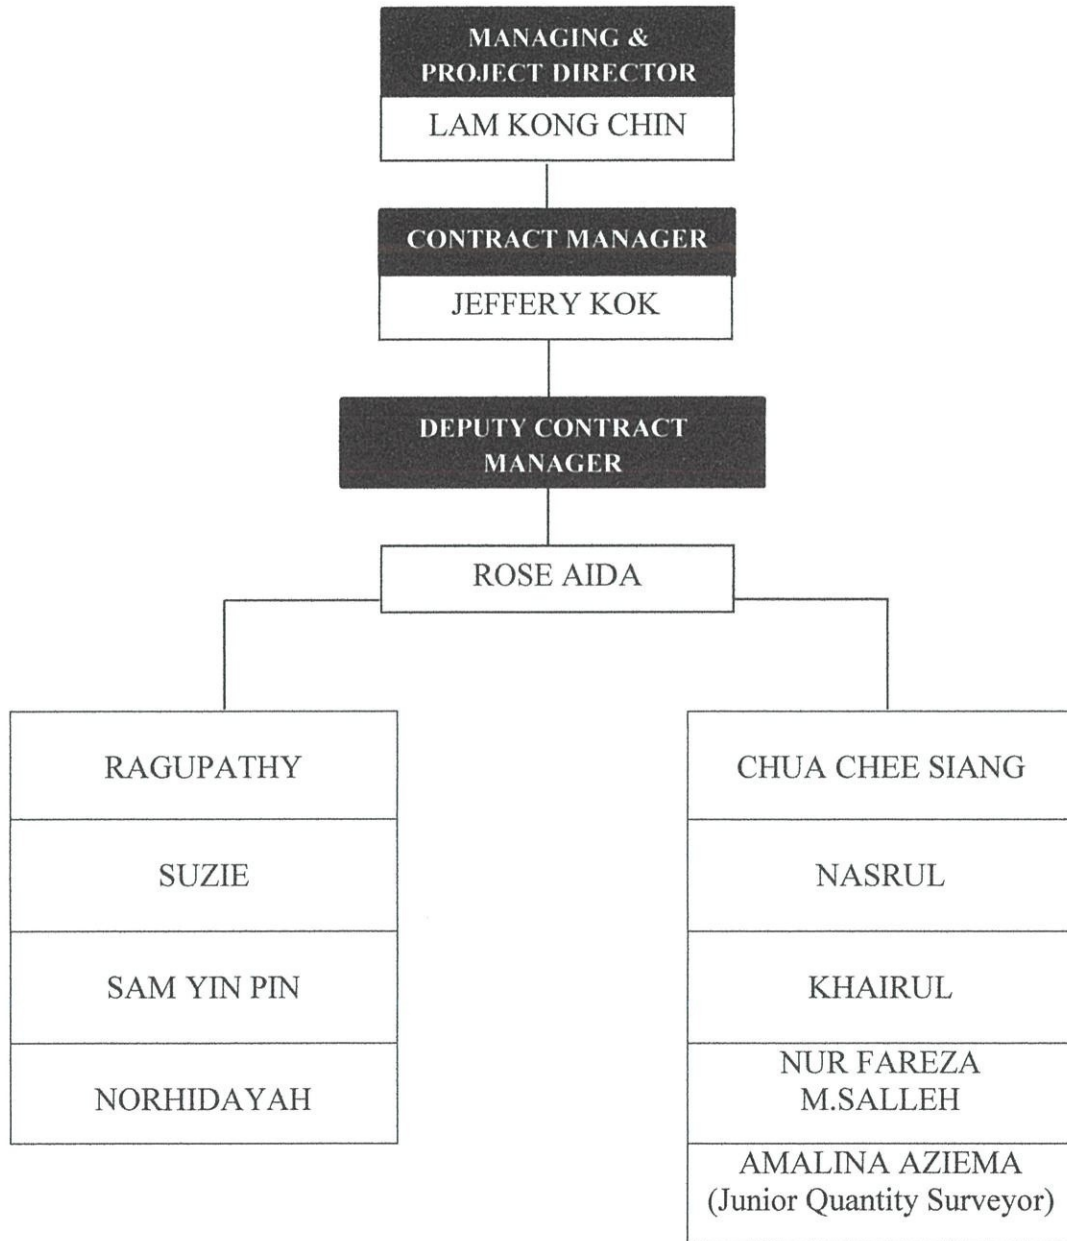 MANAGING &
PROJECT DIRECTOR
LAM KONG CHIN
CONTRACT MANAGER
JEFFERY KOK
DEPUTY CONTRACT
MANAGER
ROSE AIDA
RAGUPATHY
SUZIE
SAM YIN PIN
NORHIDAYAH
CHUA CHEE SIANG
NASRUL
KHAIRUL
NUR FAREZA
M.SALLEH
AMALINA AZIEMA
(Junior Quantity Surveyor)